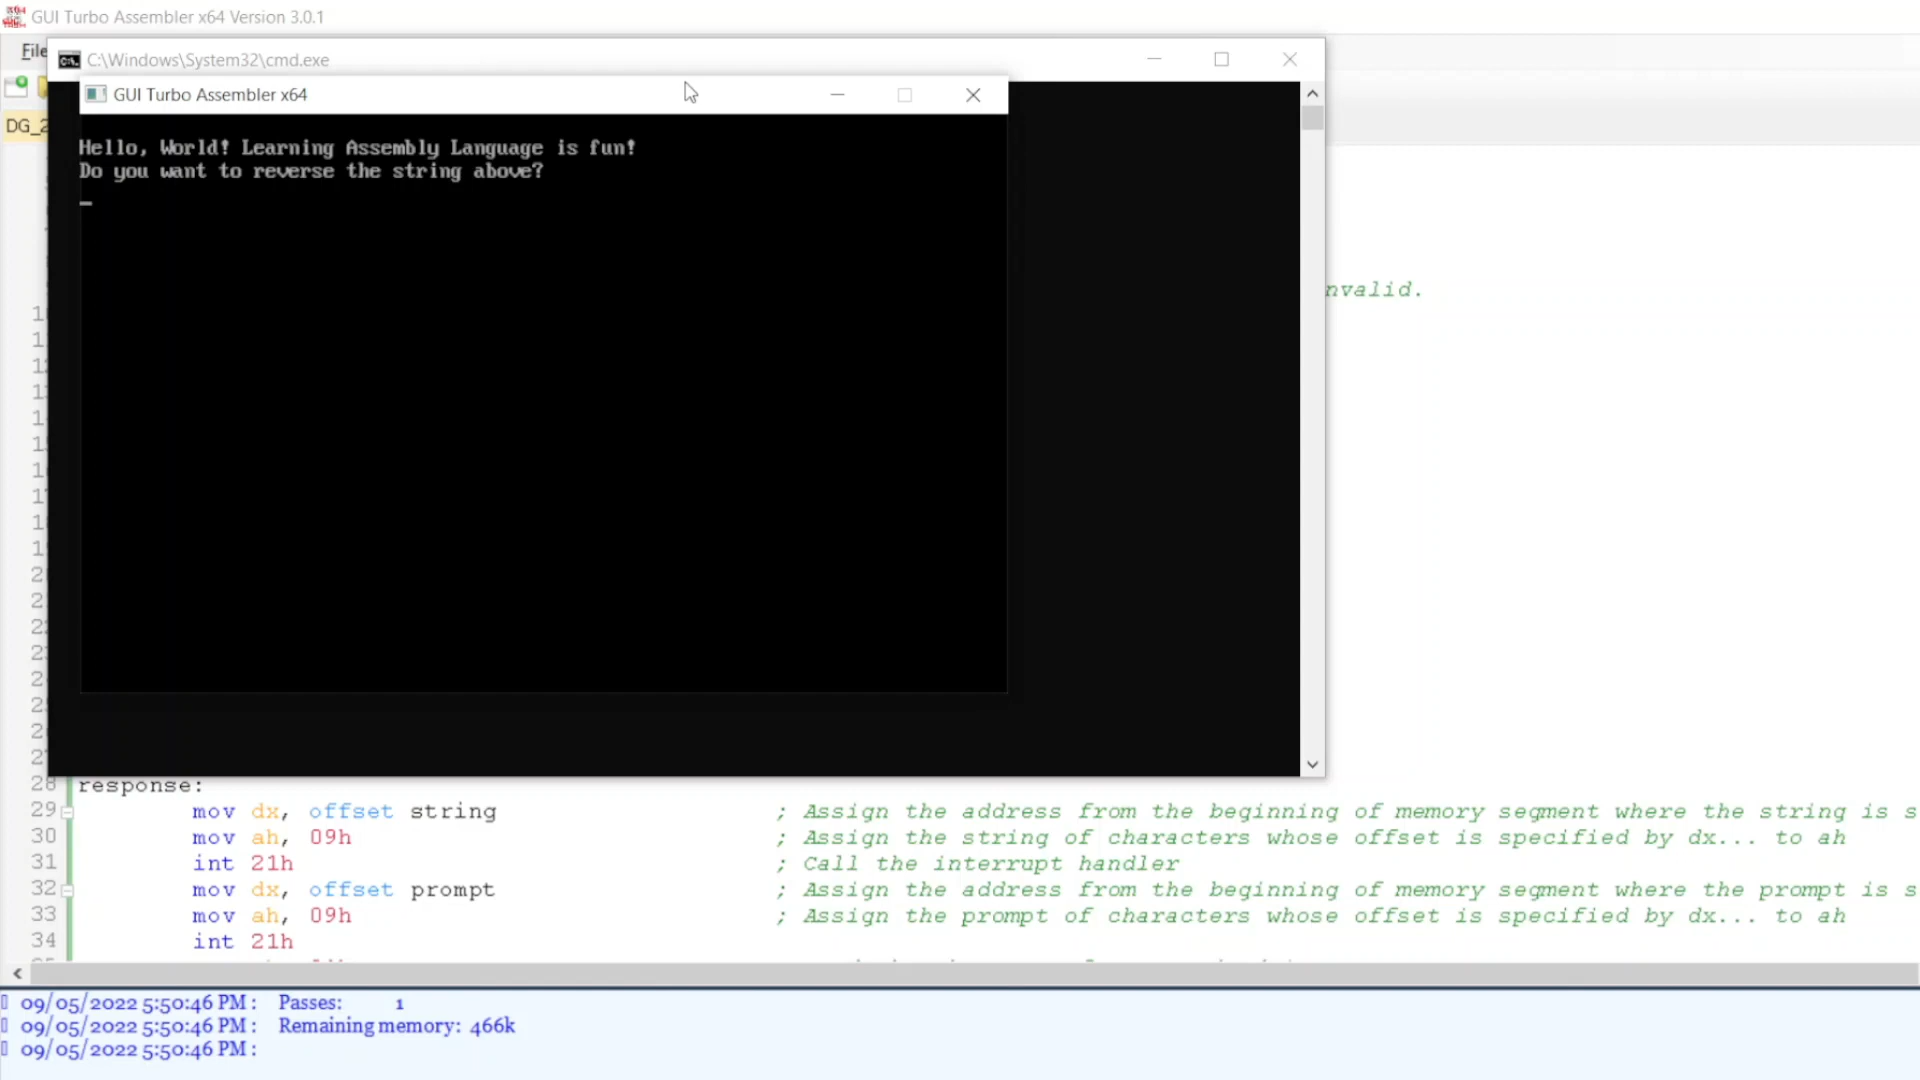 GUI Turbo Assembler x64 Version 3.0.1
File
C:\Windows\System32\cmd.exe
GUI Turbo Assembler x64
DG_2
Hello, World! Learning Assembly Language is fun!
Do you want to reverse the string above?
_
nvalid.
28 response:
29 mov dx, offset string ; Assign the address from the beginning of memory segment where the string is s
30 mov ah, 09h ; Assign the string of characters whose offset is specified by dx... to ah
31 int 21h ; Call the interrupt handler
32 mov dx, offset prompt ; Assign the address from the beginning of memory segment where the prompt is s
33 mov ah, 09h ; Assign the prompt of characters whose offset is specified by dx... to ah
34 int 21h
09/05/2022 5:50:46 PM : Passes: 1
09/05/2022 5:50:46 PM : Remaining memory: 466k
09/05/2022 5:50:46 PM :